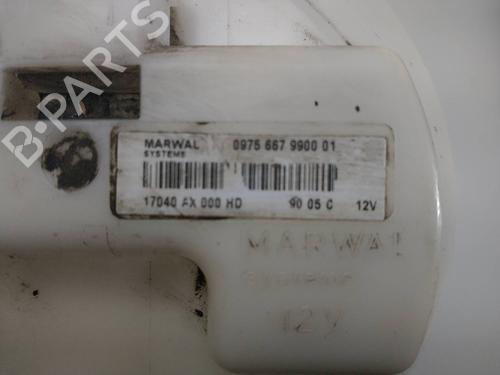 B-PARTS
MARWAL 0975 667 9900 01
SYSTEMS
17040 AX 000 HD 90 05 C 12V
MARWAL
12V